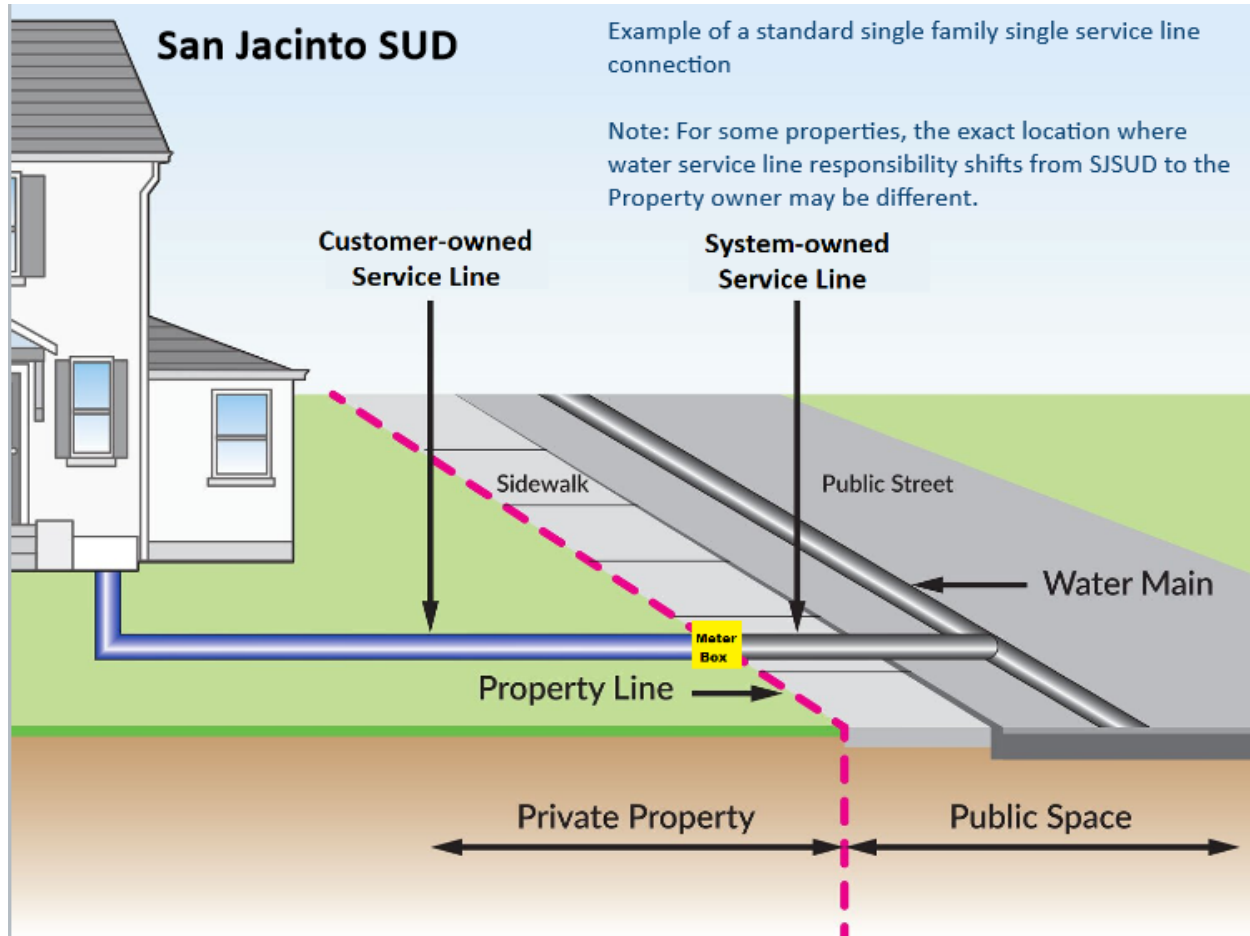 San Jacinto SUD
Example of a standard single family single service line
connection
Note: For some properties, the exact location where
water service line responsibility shifts from SJSUD to the
Property owner may be different.
Customer-owned
Service Line
System-owned
Service Line
Sidewalk
Public Street
Water Main
Meter
Box
Property Line
Private Property
Public Space